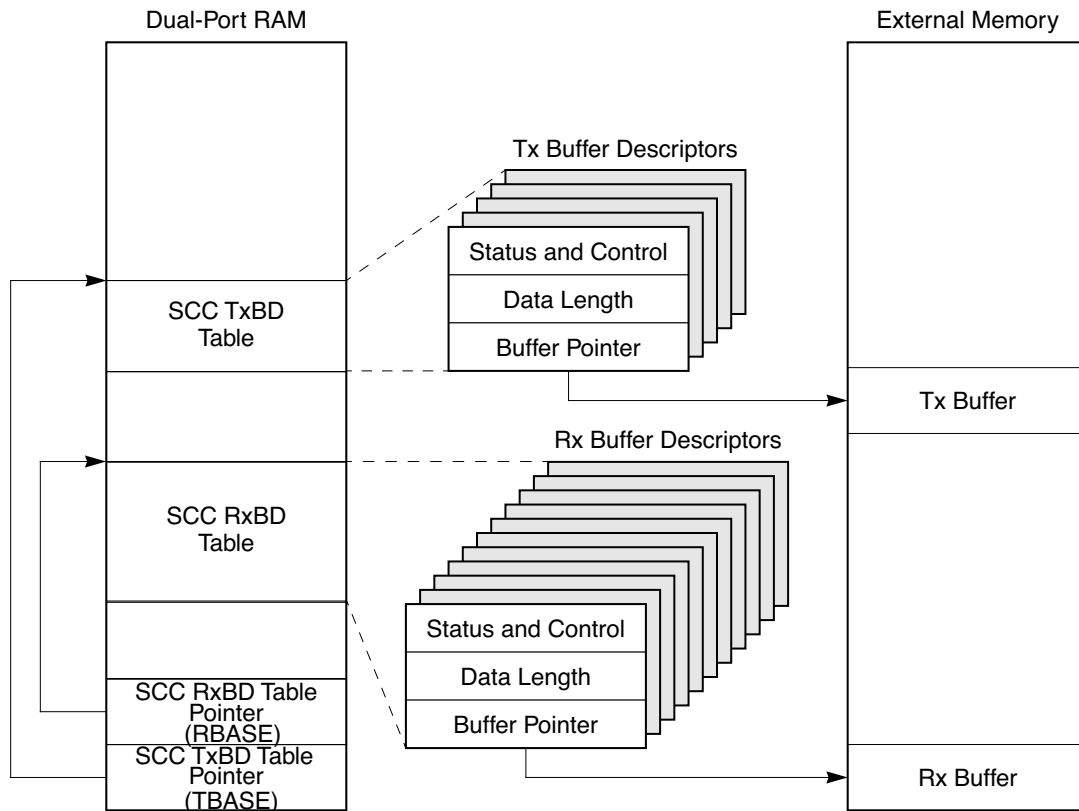 Dual-Port RAM
External Memory
Tx Buffer Descriptors
Status and Control
Data Length
Buffer Pointer
SCC TxBD
Table
Tx Buffer
Rx Buffer Descriptors
SCC RxBD
Table
Status and Control
Data Length
Buffer Pointer
SCC RxBD Table
Pointer
(RBASE)
SCC TxBD Table
Pointer
(TBASE)
Rx Buffer